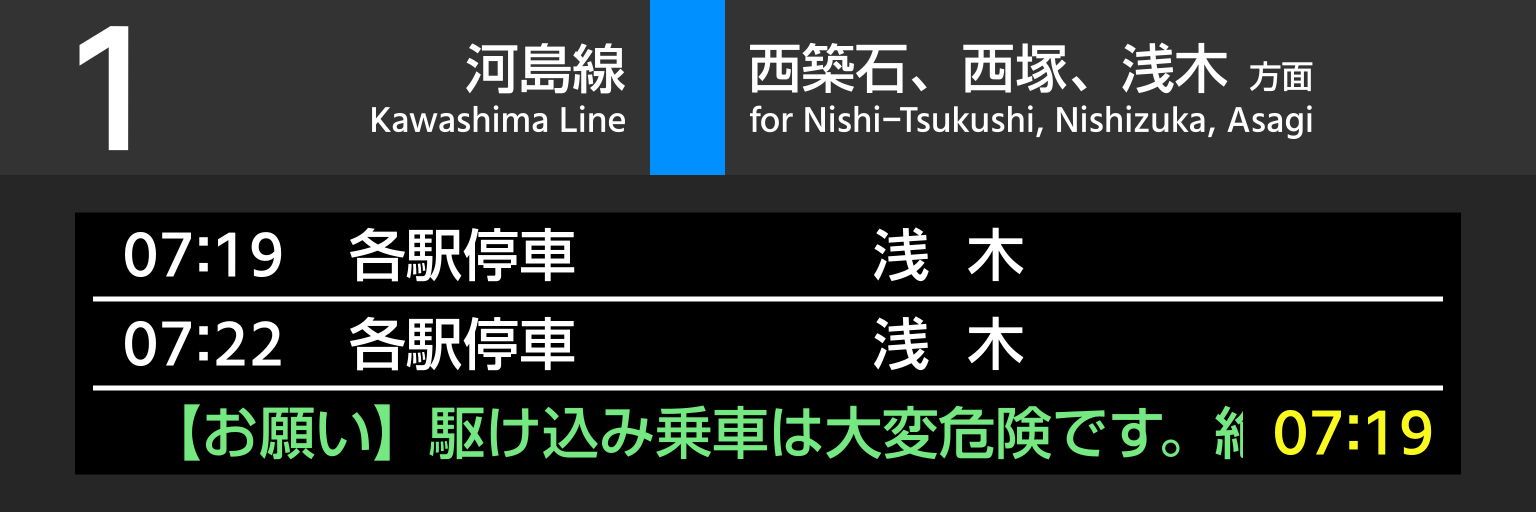 1
河島線
Kawashima Line
西築石、西塚、浅木 方面
for Nishi-Tsukushi, Nishizuka, Asagi
07:19 各駅停車 浅木
07:22 各駅停車 浅木
【お願い】駆け込み乗車は大変危険です。 07:19